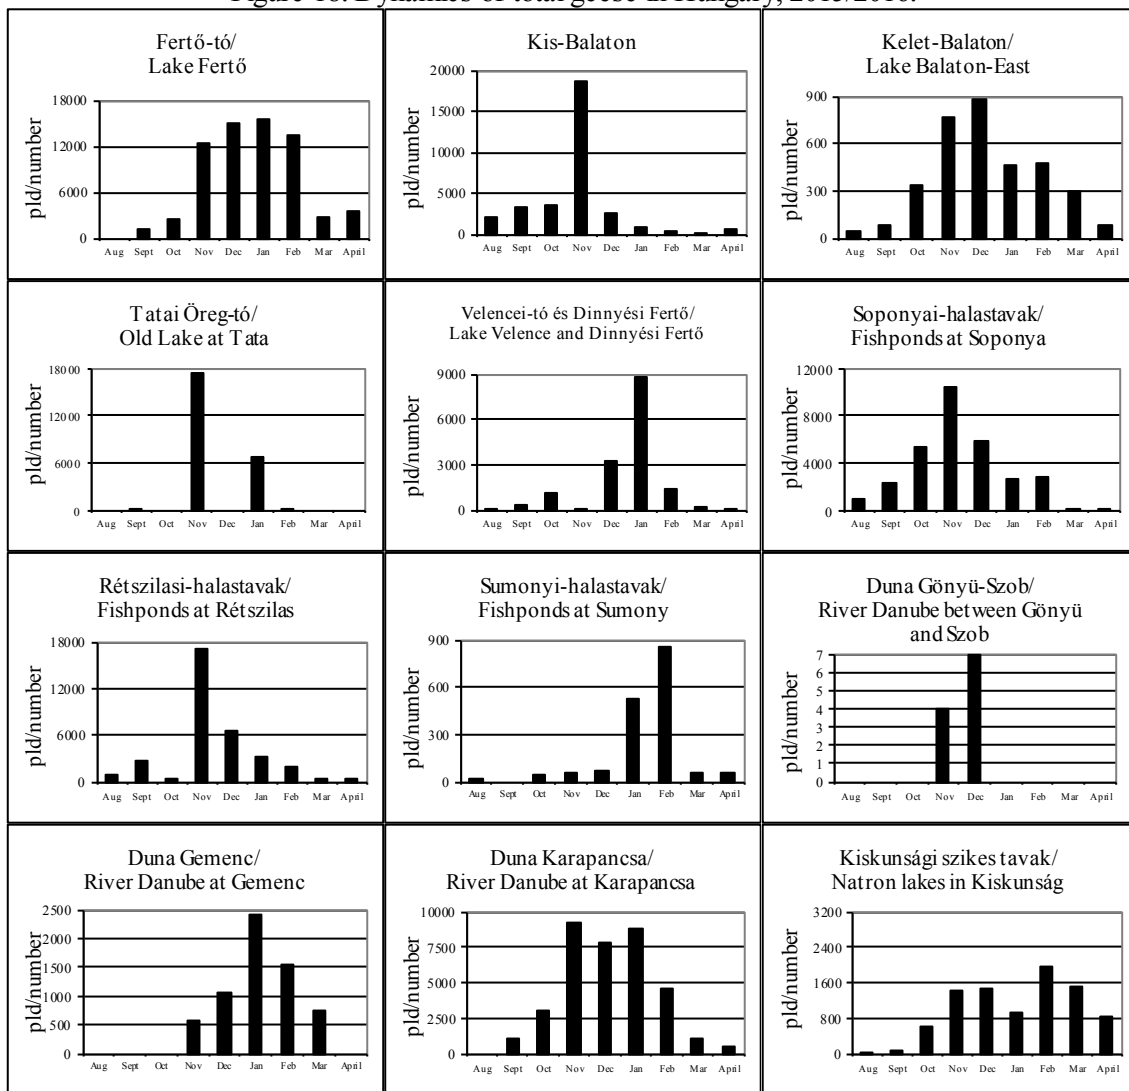 Figure Dynamics of total geese in Hungary, 2015/2016.
Fertő-tó/
Lake Fertő
pld/number
18000
12000
6000
0
Aug Sept Oct Nov Dec Jan Feb Mar April
Kis-Balaton
pld/number
2000
15000
10000
5000
0
Aug Sept Oct Nov Dec Jan Feb Mar April
Kelet-Balaton/
Lake Balaton-East
pld/number
900
600
300
0
Aug Sept Oct Nov Dec Jan Feb Mar April
Tatai Öreg-tó/
Old Lake at Tata
pld/number
18000
12000
6000
0
Aug Sept Oct Nov Dec Jan Feb Mar April
Velencei-tó és Dinnyési Fertő/
Lake Velence and Dinnyési Fertő
pld/number
9000
6000
3000
0
Aug Sept Oct Nov Dec Jan Feb Mar April
Soponyai-halastavak/
Fishponds at Soponya
pld/number
12000
8000
4000
0
Aug Sept Oct Nov Dec Jan Feb Mar April
Rétszilasi-halastavak/
Fishponds at Rétszilas
pld/number
18000
12000
6000
0
Aug Sept Oct Nov Dec Jan Feb Mar April
Sumonyi-halastavak/
Fishponds at Sumony
pld/number
900
600
300
0
Aug Sept Oct Nov Dec Jan Feb Mar April
Duna Gönyü-Szob/
River Danube between Gönyü
and Szob
pld/number
7
6
5
4
3
2
1
0
Aug Sept Oct Nov Dec Jan Feb Mar April
Duna Gemenc/
River Danube at Gemenc
pld/number
2500
2000
1500
1000
500
0
Aug Sept Oct Nov Dec Jan Feb Mar April
Duna Karapancsa/
River Danube at Karapancsa
pld/number
10000
7500
5000
2500
0
Aug Sept Oct Nov Dec Jan Feb Mar April
Kiskunsági szikes tavak/
Natron lakes in Kiskunság
pld/number
3200
2400
1600
800
0
Aug Sept Oct Nov Dec Jan Feb Mar April